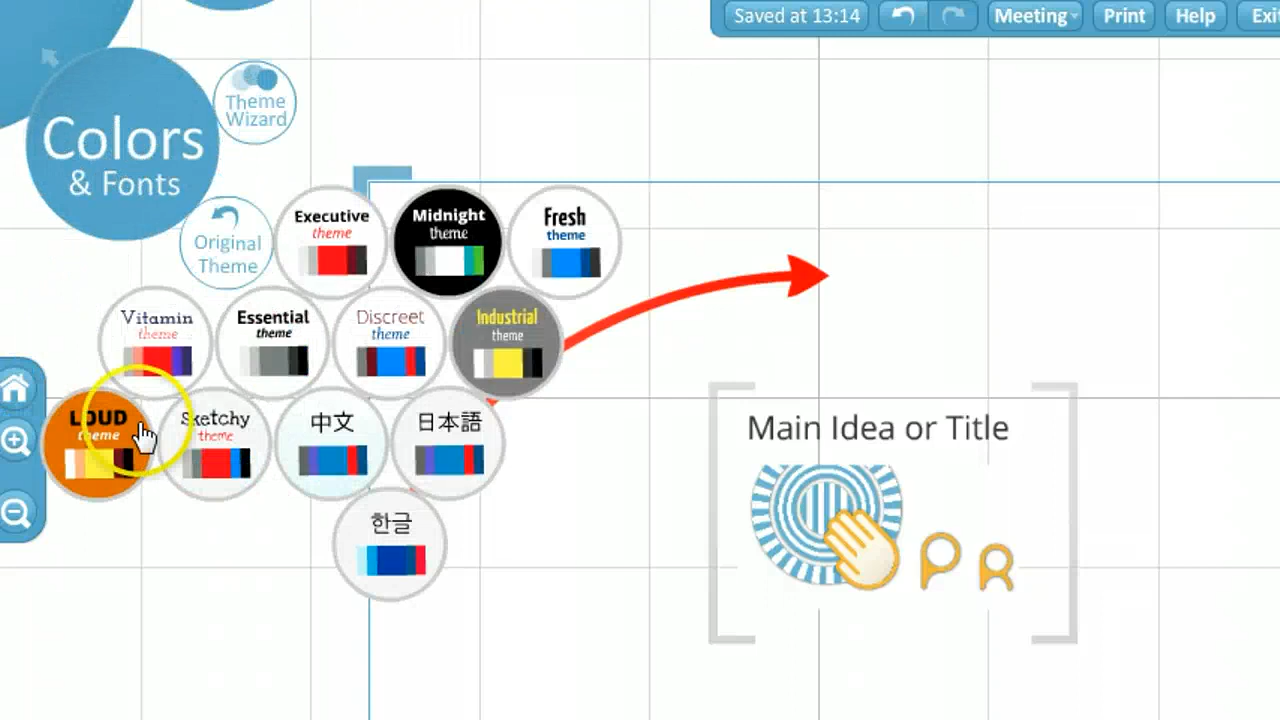 Saved at 13:14
Meeting
Print
Help
Exi
Colors
& Fonts
Theme
Wizard
Original
Theme
Executive
theme
Midnight
theme
Fresh
theme
Vitamin
theme
Essential
theme
Discreet
theme
Industrial
theme
LOUD
theme
Sketchy
theme
中文
日本語
한글
Main Idea or Title
P R